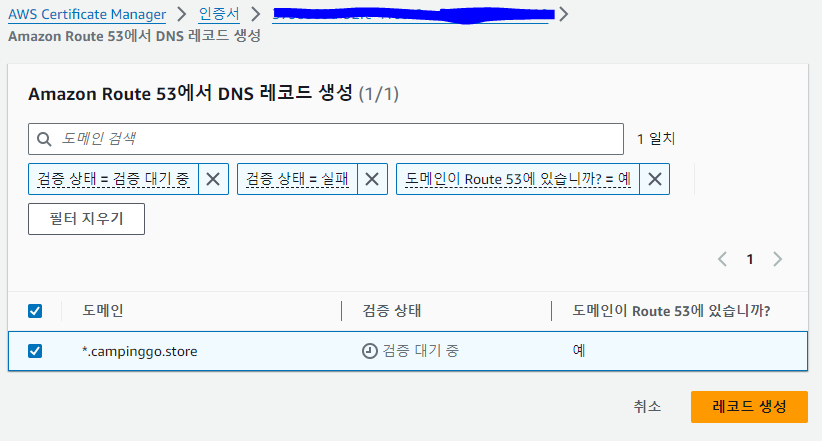 AWS Certificate Manager > 인증서 > >
Amazon Route 53에서 DNS 레코드 생성
Amazon Route 53에서 DNS 레코드 생성 (1/1)
도메인 검색 1 일치
검증 상태 = 검증 대기 중 검증 상태 = 실패 도메인이 Route 53에 있습니까? = 예
필터 지우기
1
도메인 검증 상태 도메인이 Route 53에 있습니까?
*.campinggo.store 검증 대기 중 예
취소 레코드 생성